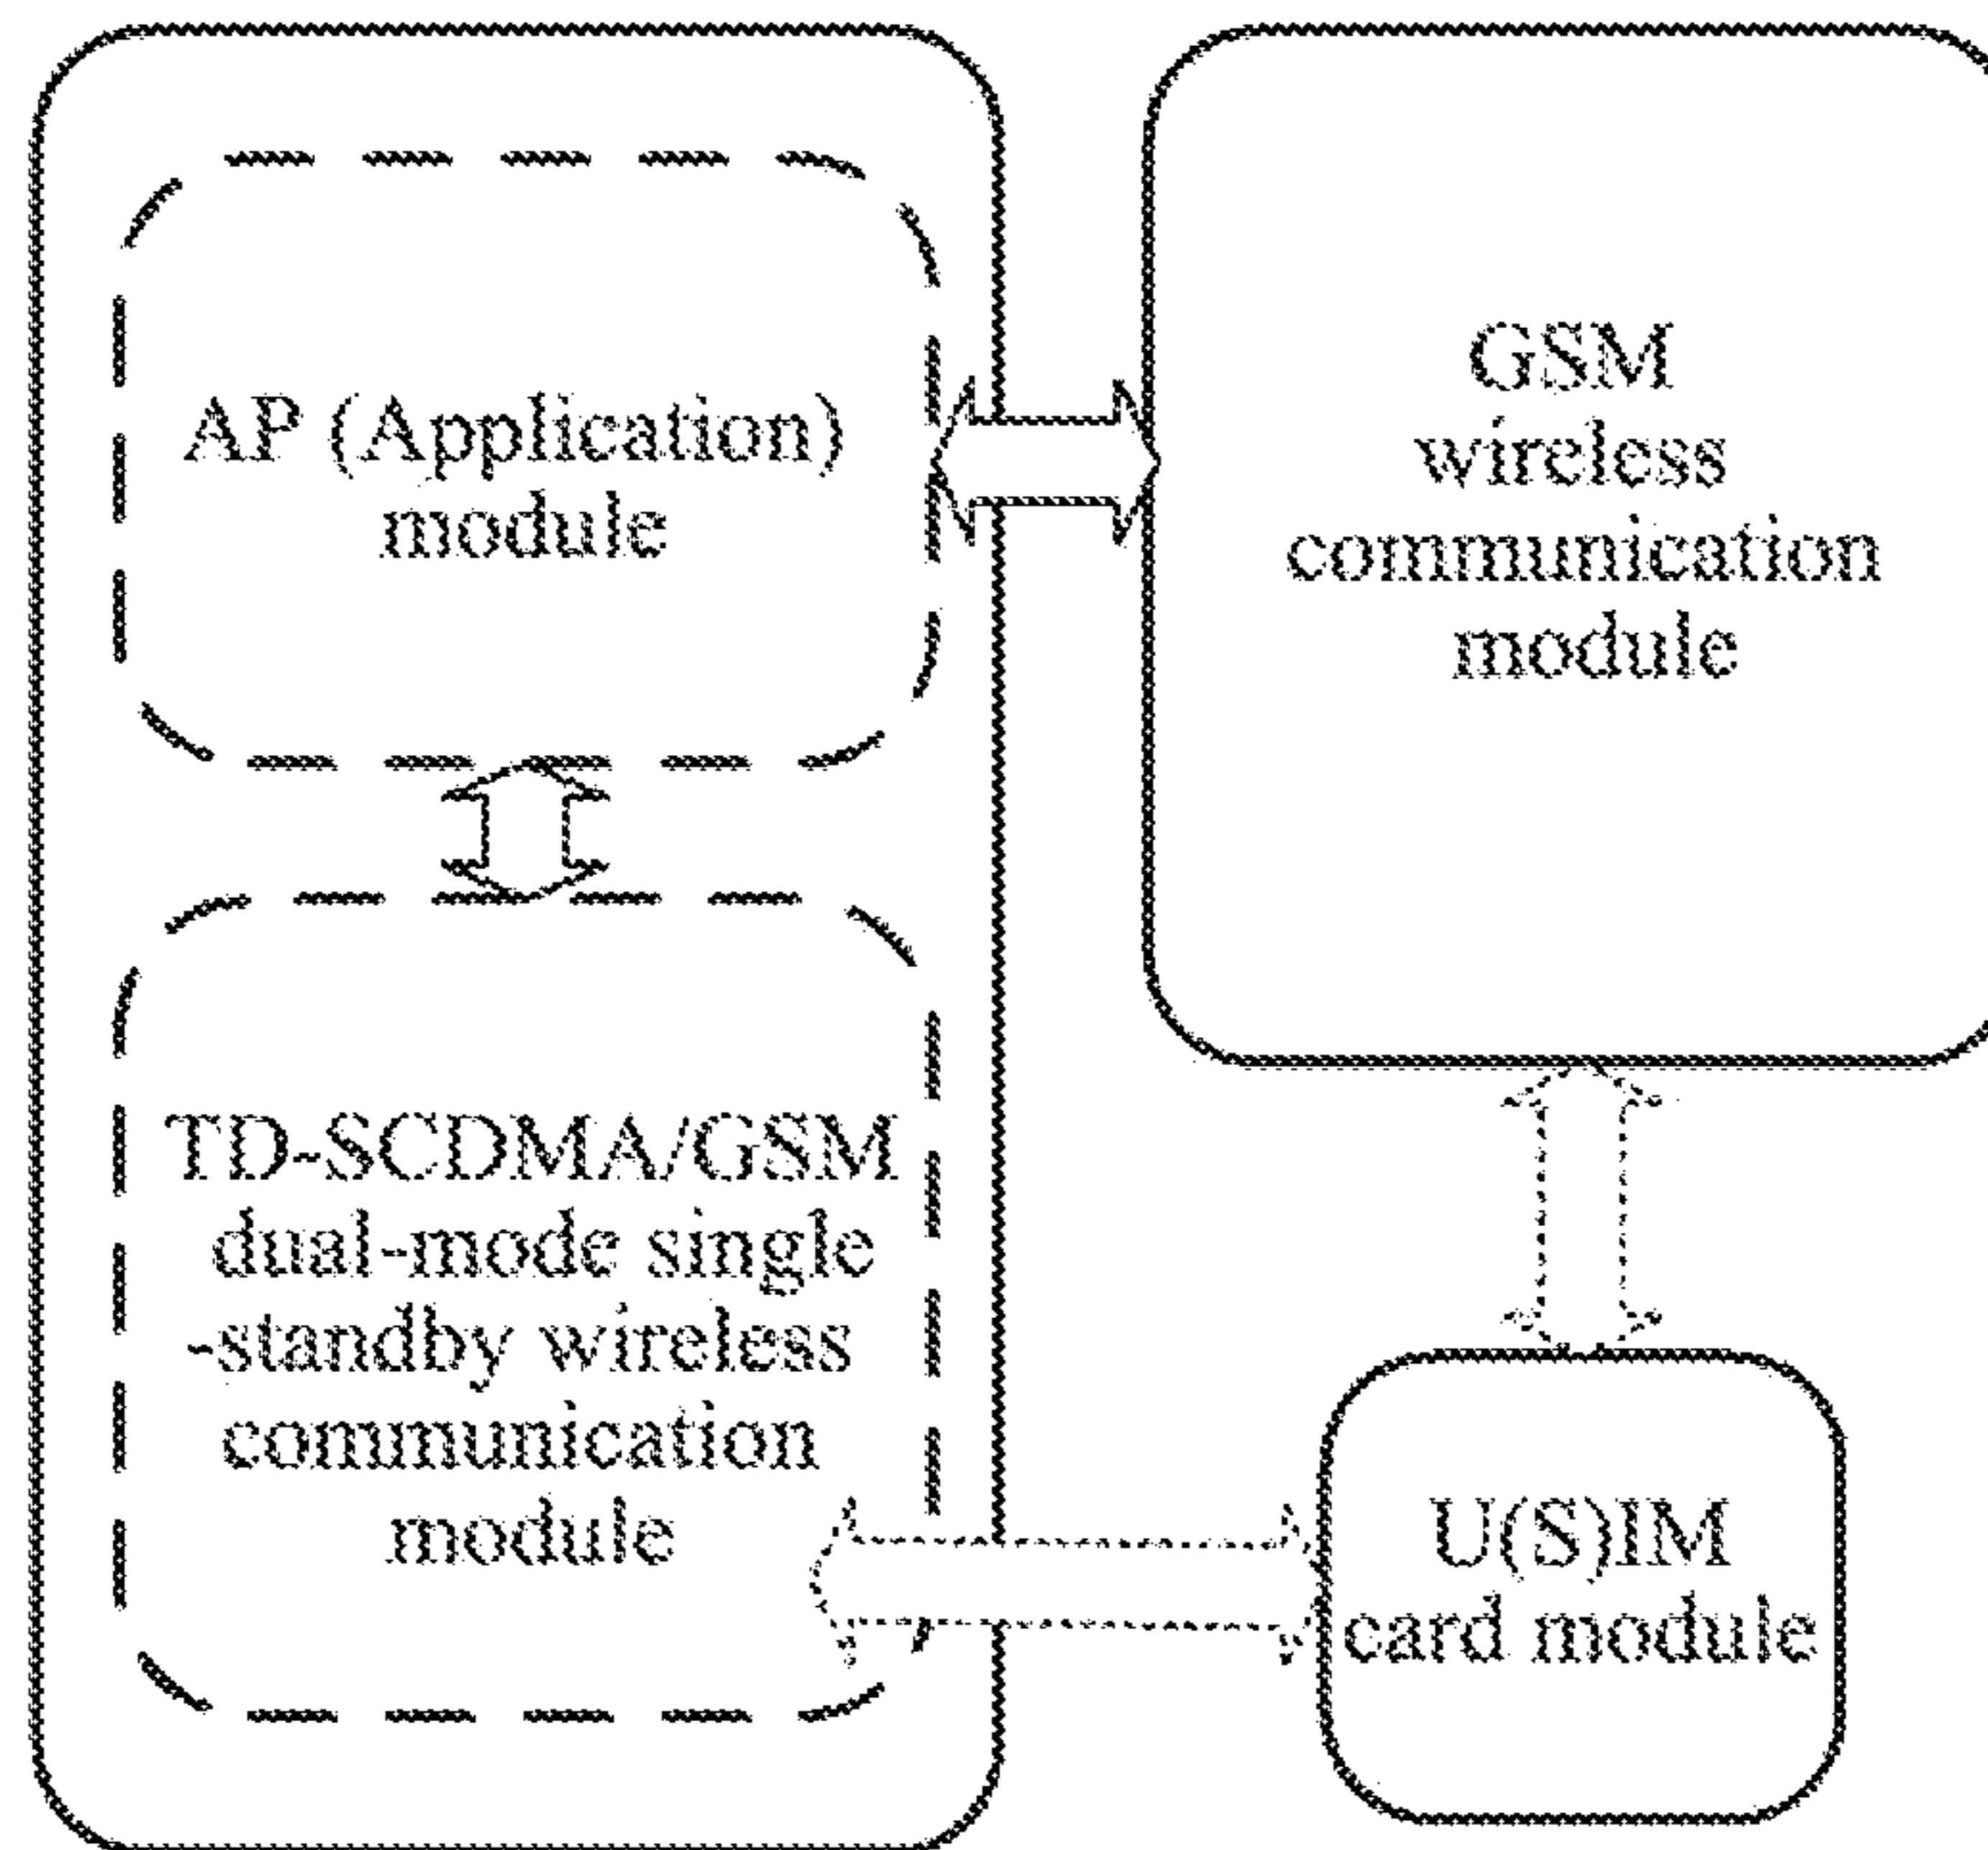 AP (Application)
module
GSM
wireless
communication
module
TD-SCDMA/GSM
dual-mode single
-standby wireless
communication
module
U(S)IM
card module